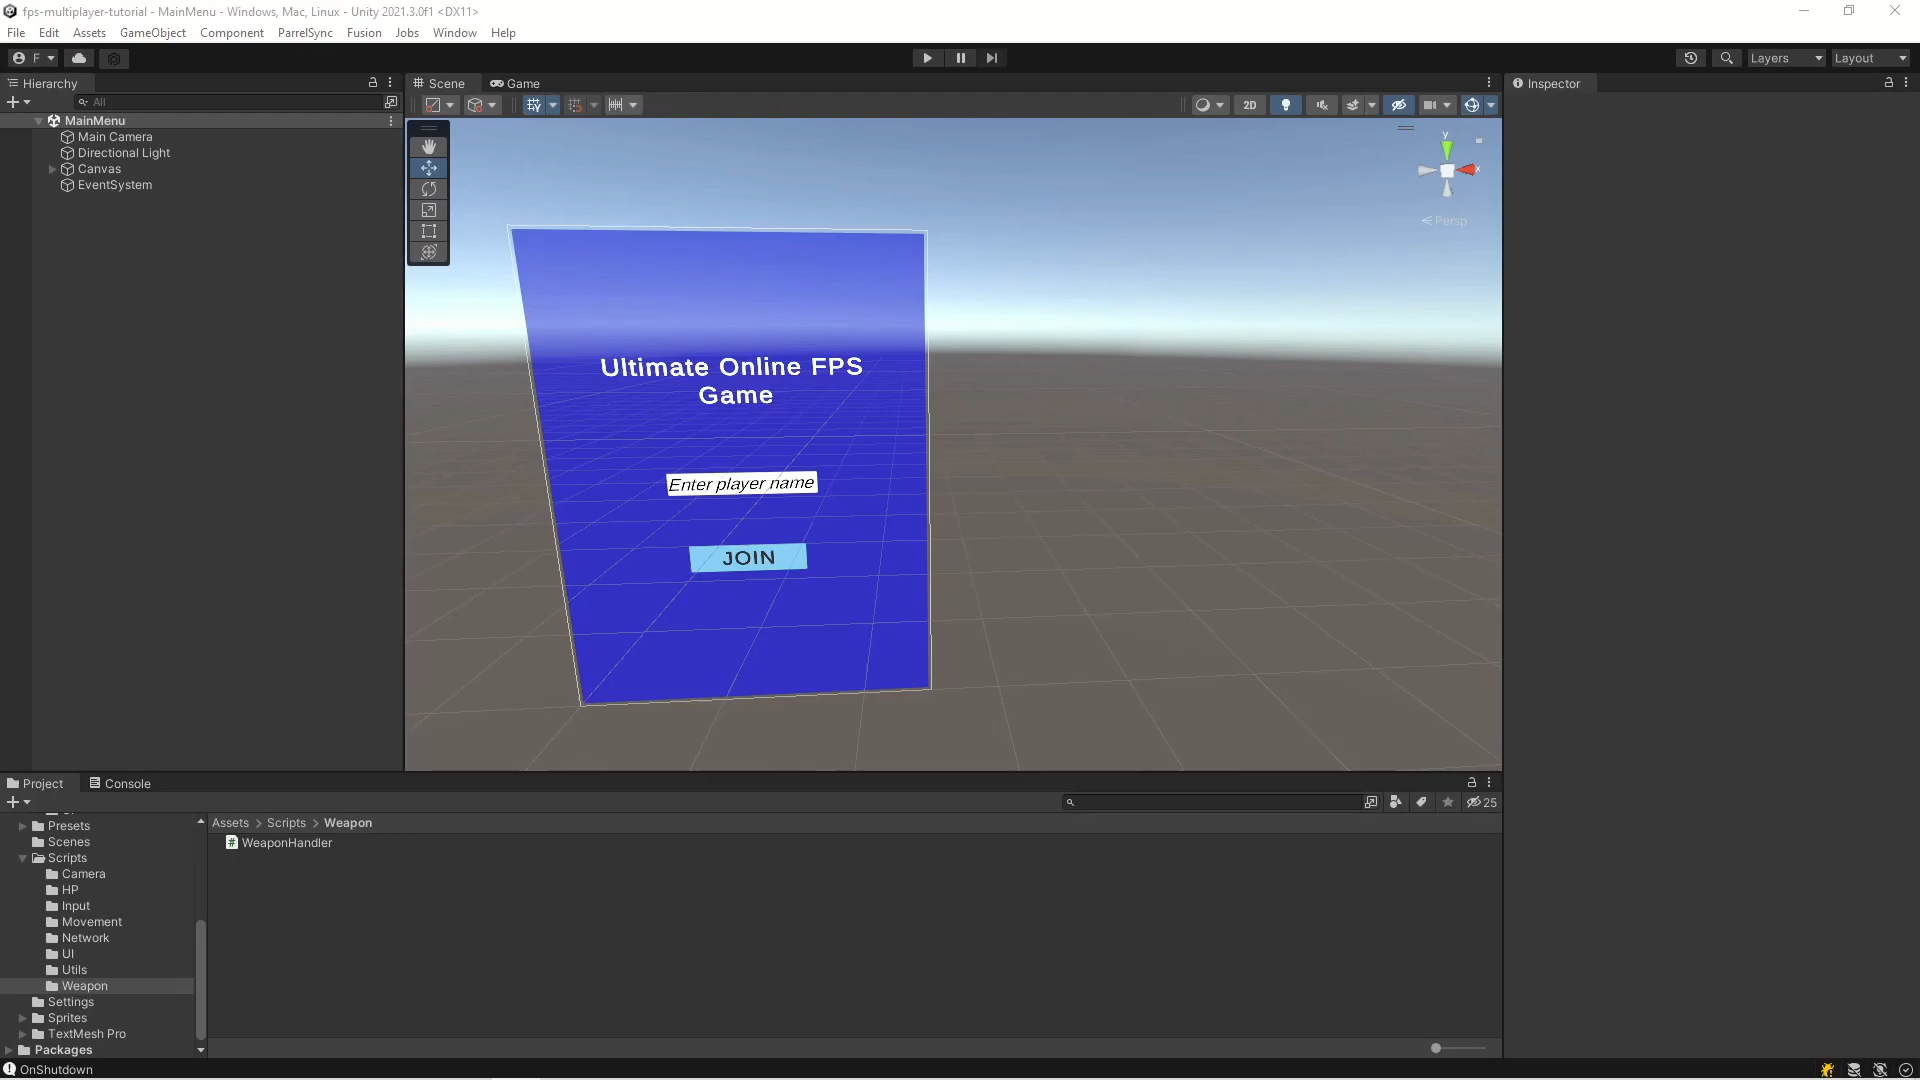 fps-multiplayer-tutorial - MainMenu - Windows, Mac, Linux - Unity 2021.3.0f1 <DX11>
File Edit Assets GameObject Component ParrelSync Fusion Jobs Window Help
F
Layers
Layout
Hierarchy
All
MainMenu
Main Camera
Directional Light
Canvas
EventSystem
Scene
Game
2D
y
x
Persp
Ultimate Online FPS
Game
Enter player name
JOIN
Inspector
Project
Console
25
Presets
Scenes
Scripts
Camera
HP
Input
Movement
Network
UI
Utils
Weapon
Settings
Sprites
TextMesh Pro
Packages
Assets > Scripts > Weapon
WeaponHandler
OnShutdown